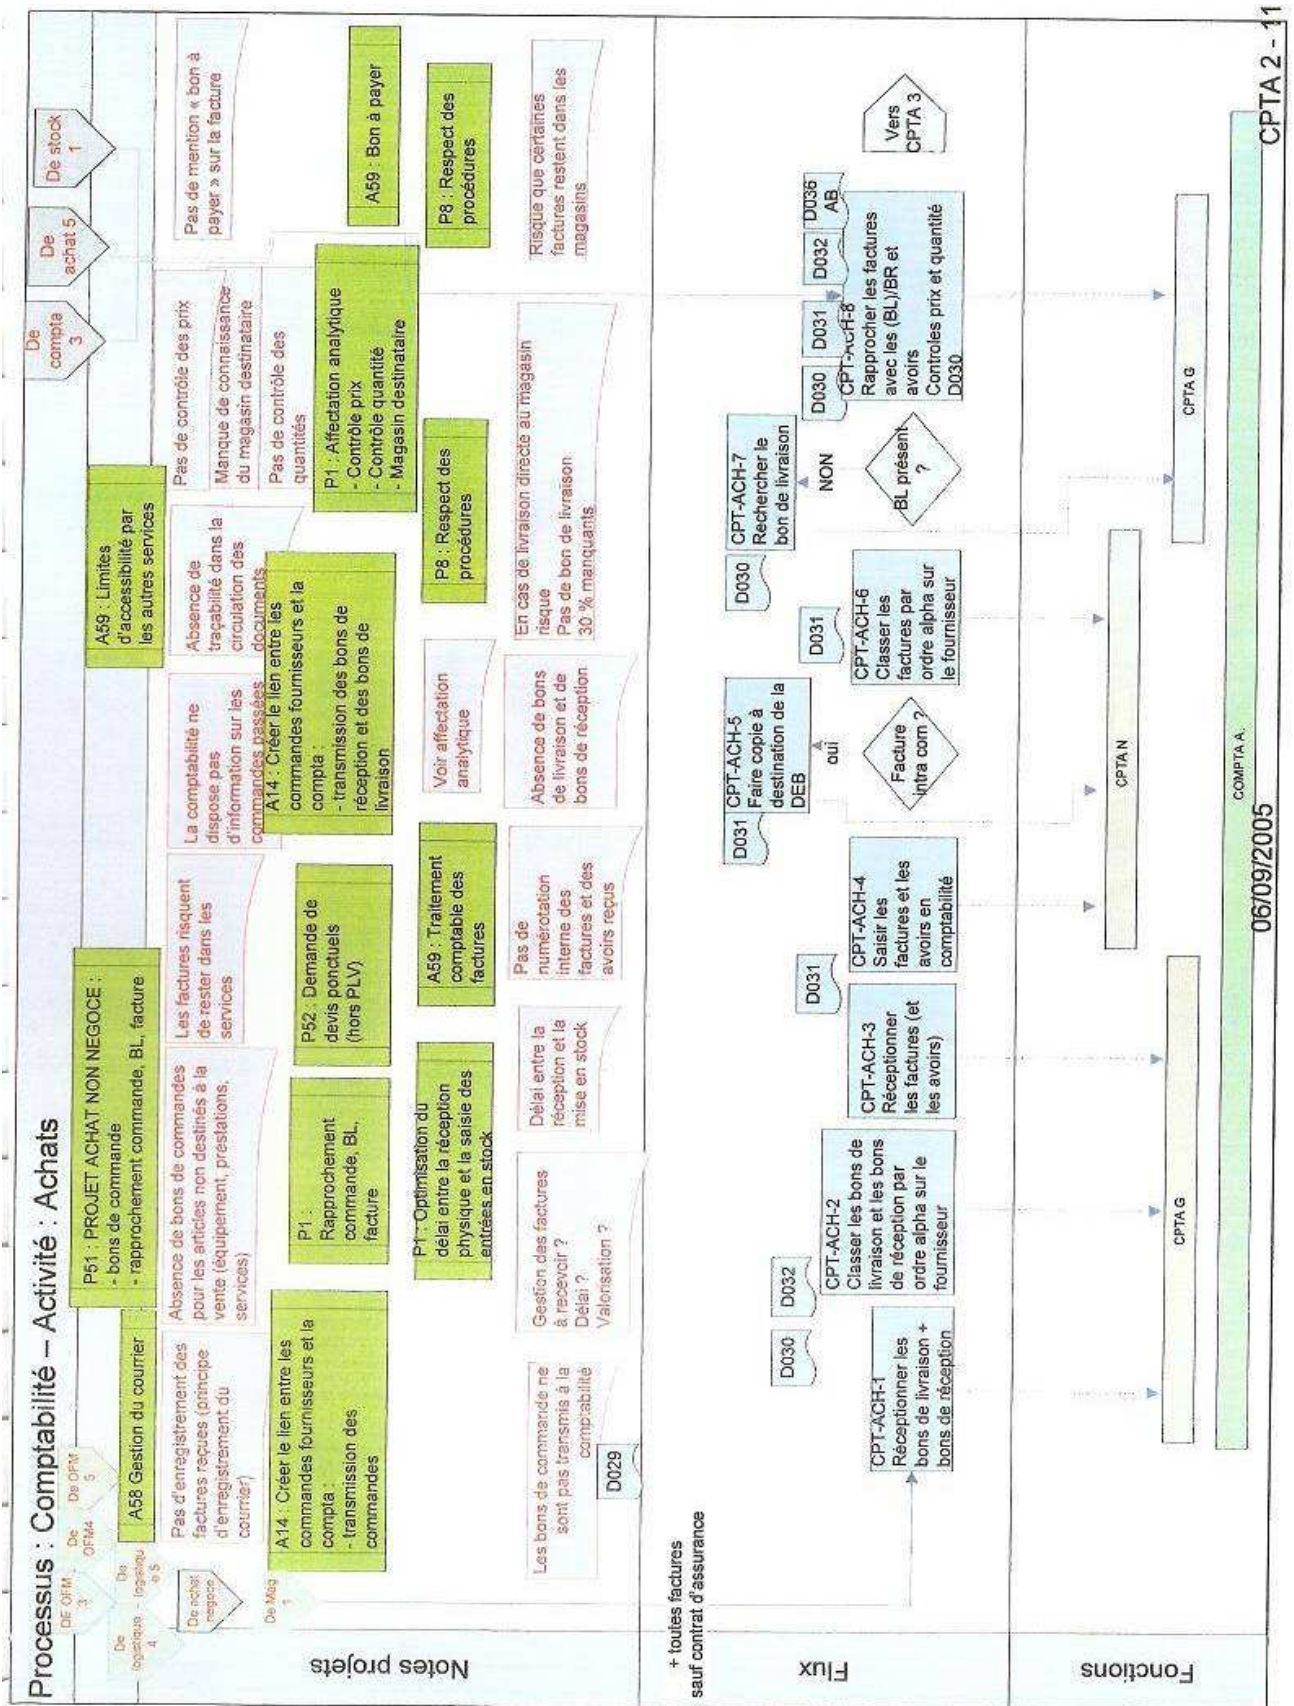 Processus : Comptabilité – Activité : Achats
DE OFM
3
De
OFM4
De OFM
5
De
logistique -
4
De
logistiqu
e 5
De achat
negoce
De Mag
1
De
compta
3
De
achat 5
De stock
1
Notes projets
A58 Gestion du courrier
P51 : PROJET ACHAT NON NEGOCE :
- bons de commande
- rapprochement commande, BL, facture
A59 : Limites
d'accessibilité par
les autres services
Pas d'enregistrement des
factures reçues (principe
d'enregistrement du
courrier)
Absence de bons de commandes
pour les articles non destinés à la
vente (équipement, prestations,
services)
Les factures risquent
de rester dans les
services
La comptabilité ne
dispose pas
d'information sur les
commandes passées
Absence de
traçabilité dans la
circulation des
documents
Pas de contrôle des prix
Manque de connaissance
du magasin destinataire
Pas de contrôle des
quantités
Pas de mention « bon à
payer » sur la facture
A14 : Créer le lien entre les
commandes fournisseurs et la
compta :
- transmission des
commandes
P1 :
Rapprochement
commande, BL,
facture
P52 : Demande de
devis ponctuels
(hors PLV)
A14 : Créer le lien entre les
commandes fournisseurs et la
compta :
- transmission des bons de
réception et des bons de
livraison
P1 : Affectation analytique
- Contrôle prix
- Contrôle quantité
- Magasin destinataire
A59 : Bon à payer
P1 : Optimisation du
délai entre la réception
physique et la saisie des
entrées en stock
A59 : Traitement
comptable des
factures
Voir affectation
analytique
P8 : Respect des
procédures
P8 : Respect des
procédures
Les bons de commande ne
sont pas transmis à la
comptabilité
D029
Gestion des factures
à recevoir ?
Délai ?
Valorisation ?
Délai entre la
réception et la
mise en stock
Pas de
numérotation
interne des
factures et des
avoirs reçus
Absence de bons
de livraison et de
bons de réception
En cas de livraison directe au magasin
risque
Pas de bon de livraison
30 % manquants
Risque que certaines
factures restent dans les
magasins
Flux
+ toutes factures
sauf contrat d'assurance
D030
CPT-ACH-1
Réceptionner les
bons de livraison +
bons de réception
D032
CPT-ACH-2
Classer les bons de
livraison et les bons
de réception par
ordre alpha sur le
fournisseur
CPT-ACH-3
Réceptionner
les factures (et
les avoirs)
D031
CPT-ACH-4
Saisir les
factures et les
avoirs en
comptabilité
D031
CPT-ACH-5
Faire copie à
destination de la
DEB
oui
Facture
intra com ?
D031
CPT-ACH-6
Classer les
factures par
ordre alpha sur
le fournisseur
D030
CPT-ACH-7
Rechercher le
bon de livraison
NON
BL présent
?
D030
D031
D032
D036
AB
CPT-ACH-8
Rapprocher les factures
avec les (BL)/BR et
avoirs
Controles prix et quantité
D030
Vers
CPTA 3
Fonctions
CPTA G
CPTA N
CPTA G
COMPTA A.
06/09/2005
CPTA 2 - 11